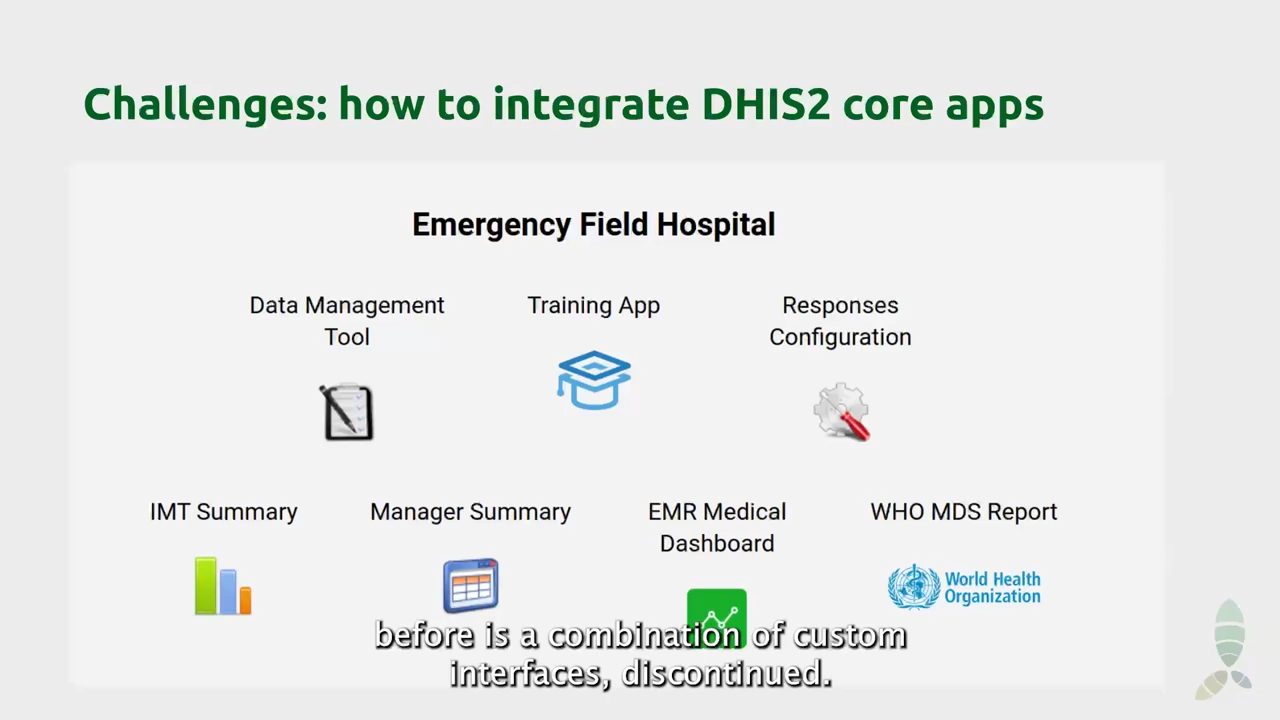 Challenges: how to integrate DHIS2 core apps
Emergency Field Hospital
Data Management
Tool
Training App
Responses
Configuration
IMT Summary
Manager Summary
EMR Medical
Dashboard
WHO MDS Report
World Health
Organization
before is a combination of custom
interfaces, discontinued.